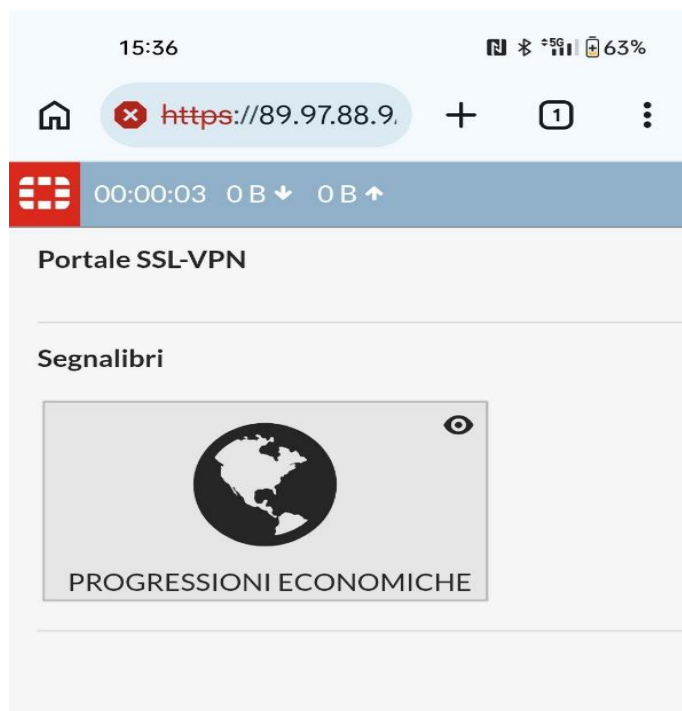 15:36 5G 63%
https://89.97.88.9.
1
00:00:03 0 B 0 B
Portale SSL-VPN
Segnalibri
PROGRESSIONI ECONOMICHE